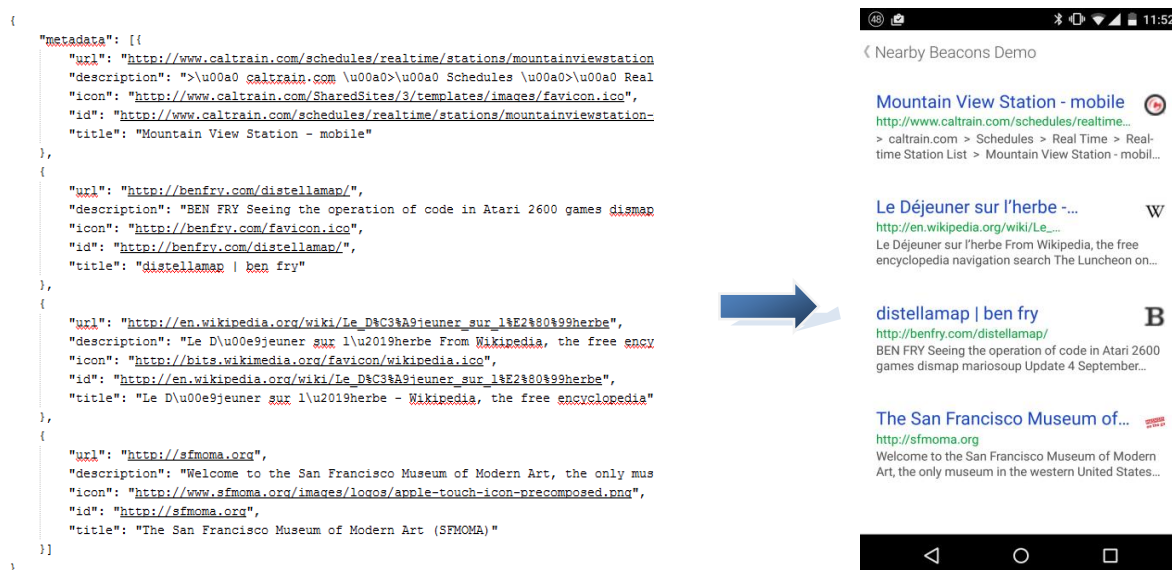 {
"metadata": [{
"url": "http://www.caltrain.com/schedules/realtime/stations/mountainviewstation
"description": ">\u00a0 caltrain.com \u00a0>\u00a0 Schedules \u00a0>\u00a0 Real
"icon": "http://www.caltrain.com/SharedSites/3/templates/images/favicon.ico",
"id": "http://www.caltrain.com/schedules/realtime/stations/mountainviewstation-
"title": "Mountain View Station - mobile"
},
{
"url": "http://benfry.com/distellamap/",
"description": "BEN FRY Seeing the operation of code in Atari 2600 games dismap
"icon": "http://benfry.com/favicon.ico",
"id": "http://benfry.com/distellamap/",
"title": "distellamap | ben fry"
},
{
"url": "http://en.wikipedia.org/wiki/Le_D%C3%A9jeuner_sur_l%E2%80%99herbe",
"description": "Le D\u00e9jeuner sur l\u2019herbe From Wikipedia, the free ency
"icon": "http://bits.wikimedia.org/favicon/wikipedia.ico",
"id": "http://en.wikipedia.org/wiki/Le_D%C3%A9jeuner_sur_l%E2%80%99herbe",
"title": "Le D\u00e9jeuner sur l\u2019herbe - Wikipedia, the free encyclopedia"
},
{
"url": "http://sfmoma.org",
"description": "Welcome to the San Francisco Museum of Modern Art, the only mus
"icon": "http://www.sfmoma.org/images/logos/apple-touch-icon-precomposed.png",
"id": "http://sfmoma.org",
"title": "The San Francisco Museum of Modern Art (SFMOMA)"
}]
}
48 11:52
Nearby Beacons Demo
Mountain View Station - mobile
http://www.caltrain.com/schedules/realtime...
> caltrain.com > Schedules > Real Time > Real-
time Station List > Mountain View Station - mobil...
Le Déjeuner sur l’herbe -...
W
http://en.wikipedia.org/wiki/Le_...
Le Déjeuner sur l’herbe From Wikipedia, the free
encyclopedia navigation search The Luncheon on...
distellamap | ben fry
B
http://benfry.com/distellamap/
BEN FRY Seeing the operation of code in Atari 2600
games dismap mariosoup Update 4 September...
The San Francisco Museum of...
http://sfmoma.org
Welcome to the San Francisco Museum of Modern
Art, the only museum in the western United States...